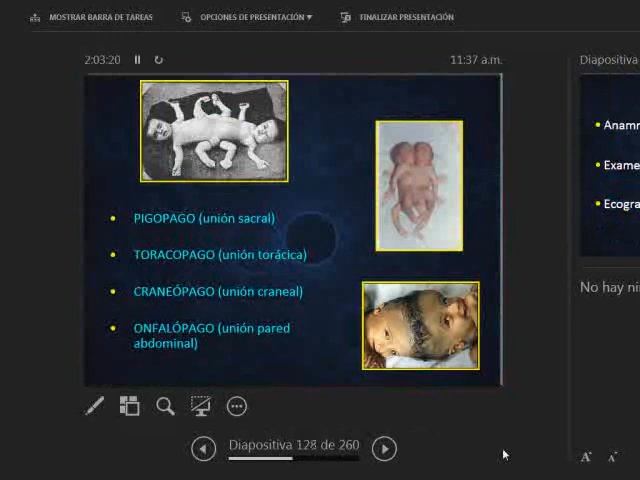 MOSTRAR BARRA DE TAREAS
OPCIONES DE PRESENTACIÓN
FINALIZAR PRESENTACIÓN
2:03:20
11:37 a.m.
• PIGOPAGO (unión sacral)
• TORACOPAGO (unión torácica)
• CRANEÓPAGO (unión craneal)
• ONFALÓPAGO (unión pared
abdominal)
Diapositiva 128 de 260
Diapositiva
• Anamn
• Exame
• Ecogra
No hay nin
A
A